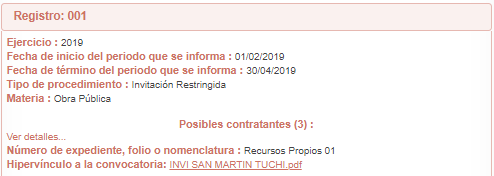 Registro: 001
Ejercicio : 2019
Fecha de inicio del periodo que se informa : 01/02/2019
Fecha de término del periodo que se informa : 30/04/2019
Tipo de procedimiento : Invitación Restringida
Materia : Obra Pública
Posibles contratantes (3) :
Ver detalles...
Número de expediente, folio o nomenclatura : Recursos Propios 01
Hipervínculo a la convocatoria: INVI SAN MARTIN TUCHI.pdf